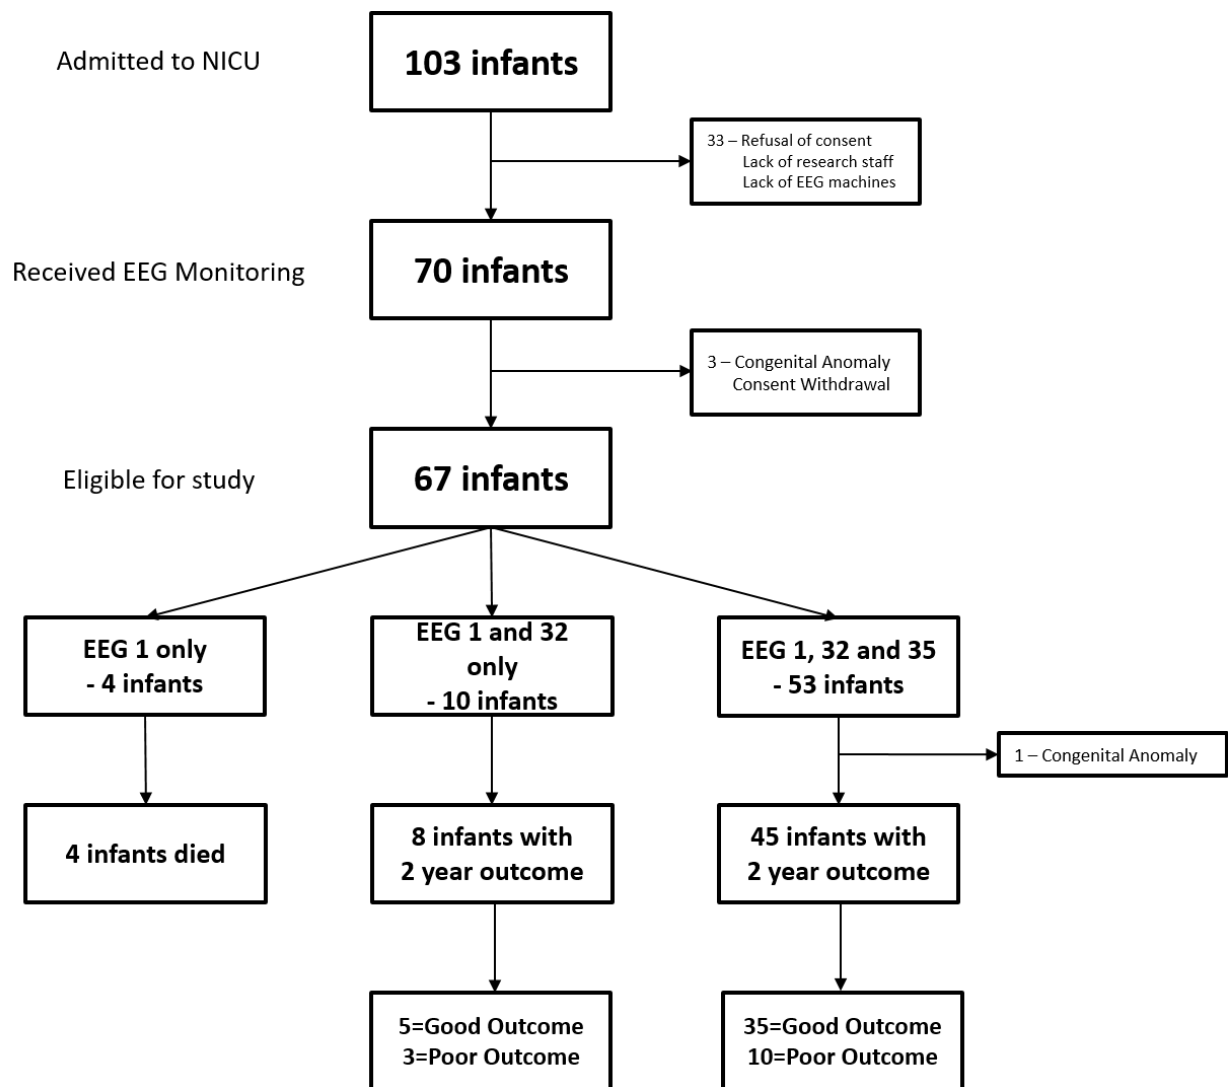 Admitted to NICU
103 infants
33 – Refusal of consent
Lack of research staff
Lack of EEG machines
Received EEG Monitoring
70 infants
3 – Congenital Anomaly
Consent Withdrawal
Eligible for study
67 infants
EEG 1 only
- 4 infants
EEG 1 and 32
only
- 10 infants
EEG 1, 32 and 35
- 53 infants
1 – Congenital Anomaly
4 infants died
8 infants with
2 year outcome
45 infants with
2 year outcome
5=Good Outcome
3=Poor Outcome
35=Good Outcome
10=Poor Outcome